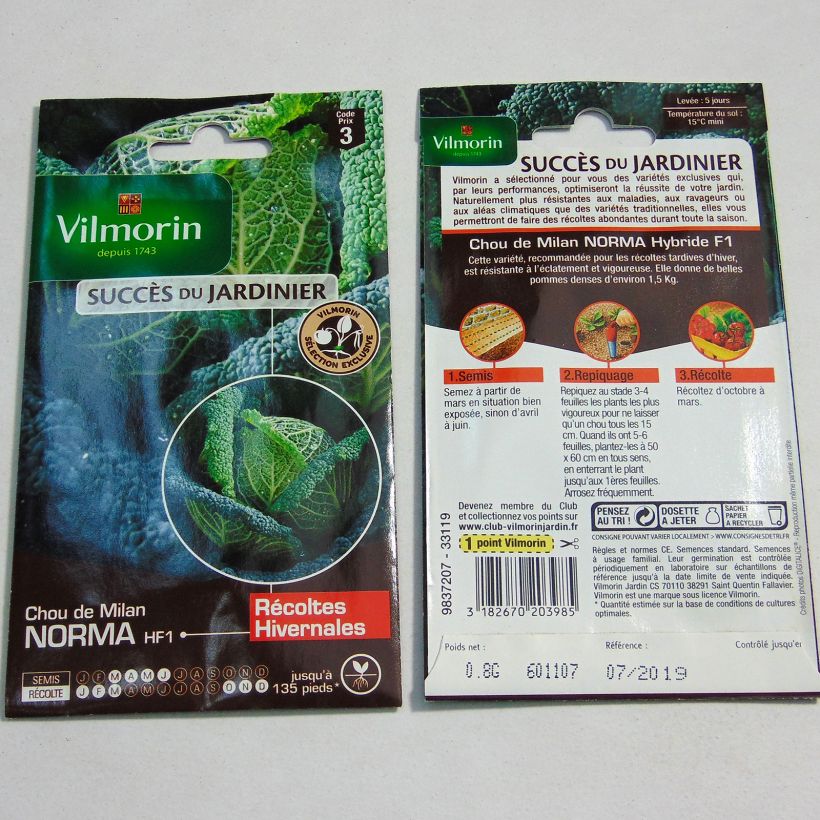 Code
Prix
3
Vilmorin
depuis 1743
SUCCÈS DU JARDINIER
VILMORIN
SÉLECTION EXCLUSIVE
Chou de Milan
NORMA HF1
Récoltes
Hivernales
SEMIS J F M A M J J A S O N D
RÉCOLTE J F M A M J J A S O N D
jusqu'à
135 pieds*
Levée : 5 jours
Température du sol :
15°C mini
Vilmorin
depuis 1743
SUCCÈS DU JARDINIER
Vilmorin a sélectionné pour vous des variétés exclusives qui,
par leurs performances, optimiseront la réussite de votre jardin.
Naturellement plus résistantes aux maladies, aux ravageurs ou
aux aléas climatiques que des variétés traditionnelles, elles vous
permettront de faire des récoltes abondantes durant toute la saison.
Chou de Milan NORMA Hybride F1
Cette variété, recommandée pour les récoltes tardives d'hiver,
est résistante à l'éclatement et vigoureuse. Elle donne de belles
pommes denses d'environ 1,5 Kg.
1.Semis
Semez à partir de
mars en situation bien
exposée, sinon d'avril
à juin.
2.Repiquage
Repiquez au stade 3-4
feuilles les plants les plus
vigoureux pour ne laisser
qu'un chou tous les 15
cm. Quand ils ont 5-6
feuilles, plantez-les à 50
x 60 cm en tous sens,
en enterrant le plant
jusqu'aux 1ères feuilles.
Arrosez fréquemment.
3.Récolte
Récoltez d'octobre à
mars.
Devenez membre du Club
et collectionnez vos points sur
www.club-vilmorinjardin.fr
1 point Vilmorin
9837207 - 33119
3 182670 203985
PENSEZ
AU TRI !
DOSETTE
A JETER
SACHET
PAPIER
A RECYCLER
CONSIGNE POUVANT VARIER LOCALEMENT > WWW.CONSIGNESDETRI.FR
Règles et normes CE. Semences standard. Semences
à usage familial. Leur germination est contrôlée
périodiquement en laboratoire sur échantillons de
référence jusqu'à la date limite de vente indiquée.
Vilmorin Jardin CS 70110 38291 Saint Quentin Fallavier.
Vilmorin est une marque sous licence Vilmorin.
* Quantité estimée sur la base de conditions de cultures
optimales.
Crédits photos DIGITALICE® - Reproduction même partielle interdite
Poids net :
Référence :
Contrôlé jusqu'er
0.8G
601107
07/2019